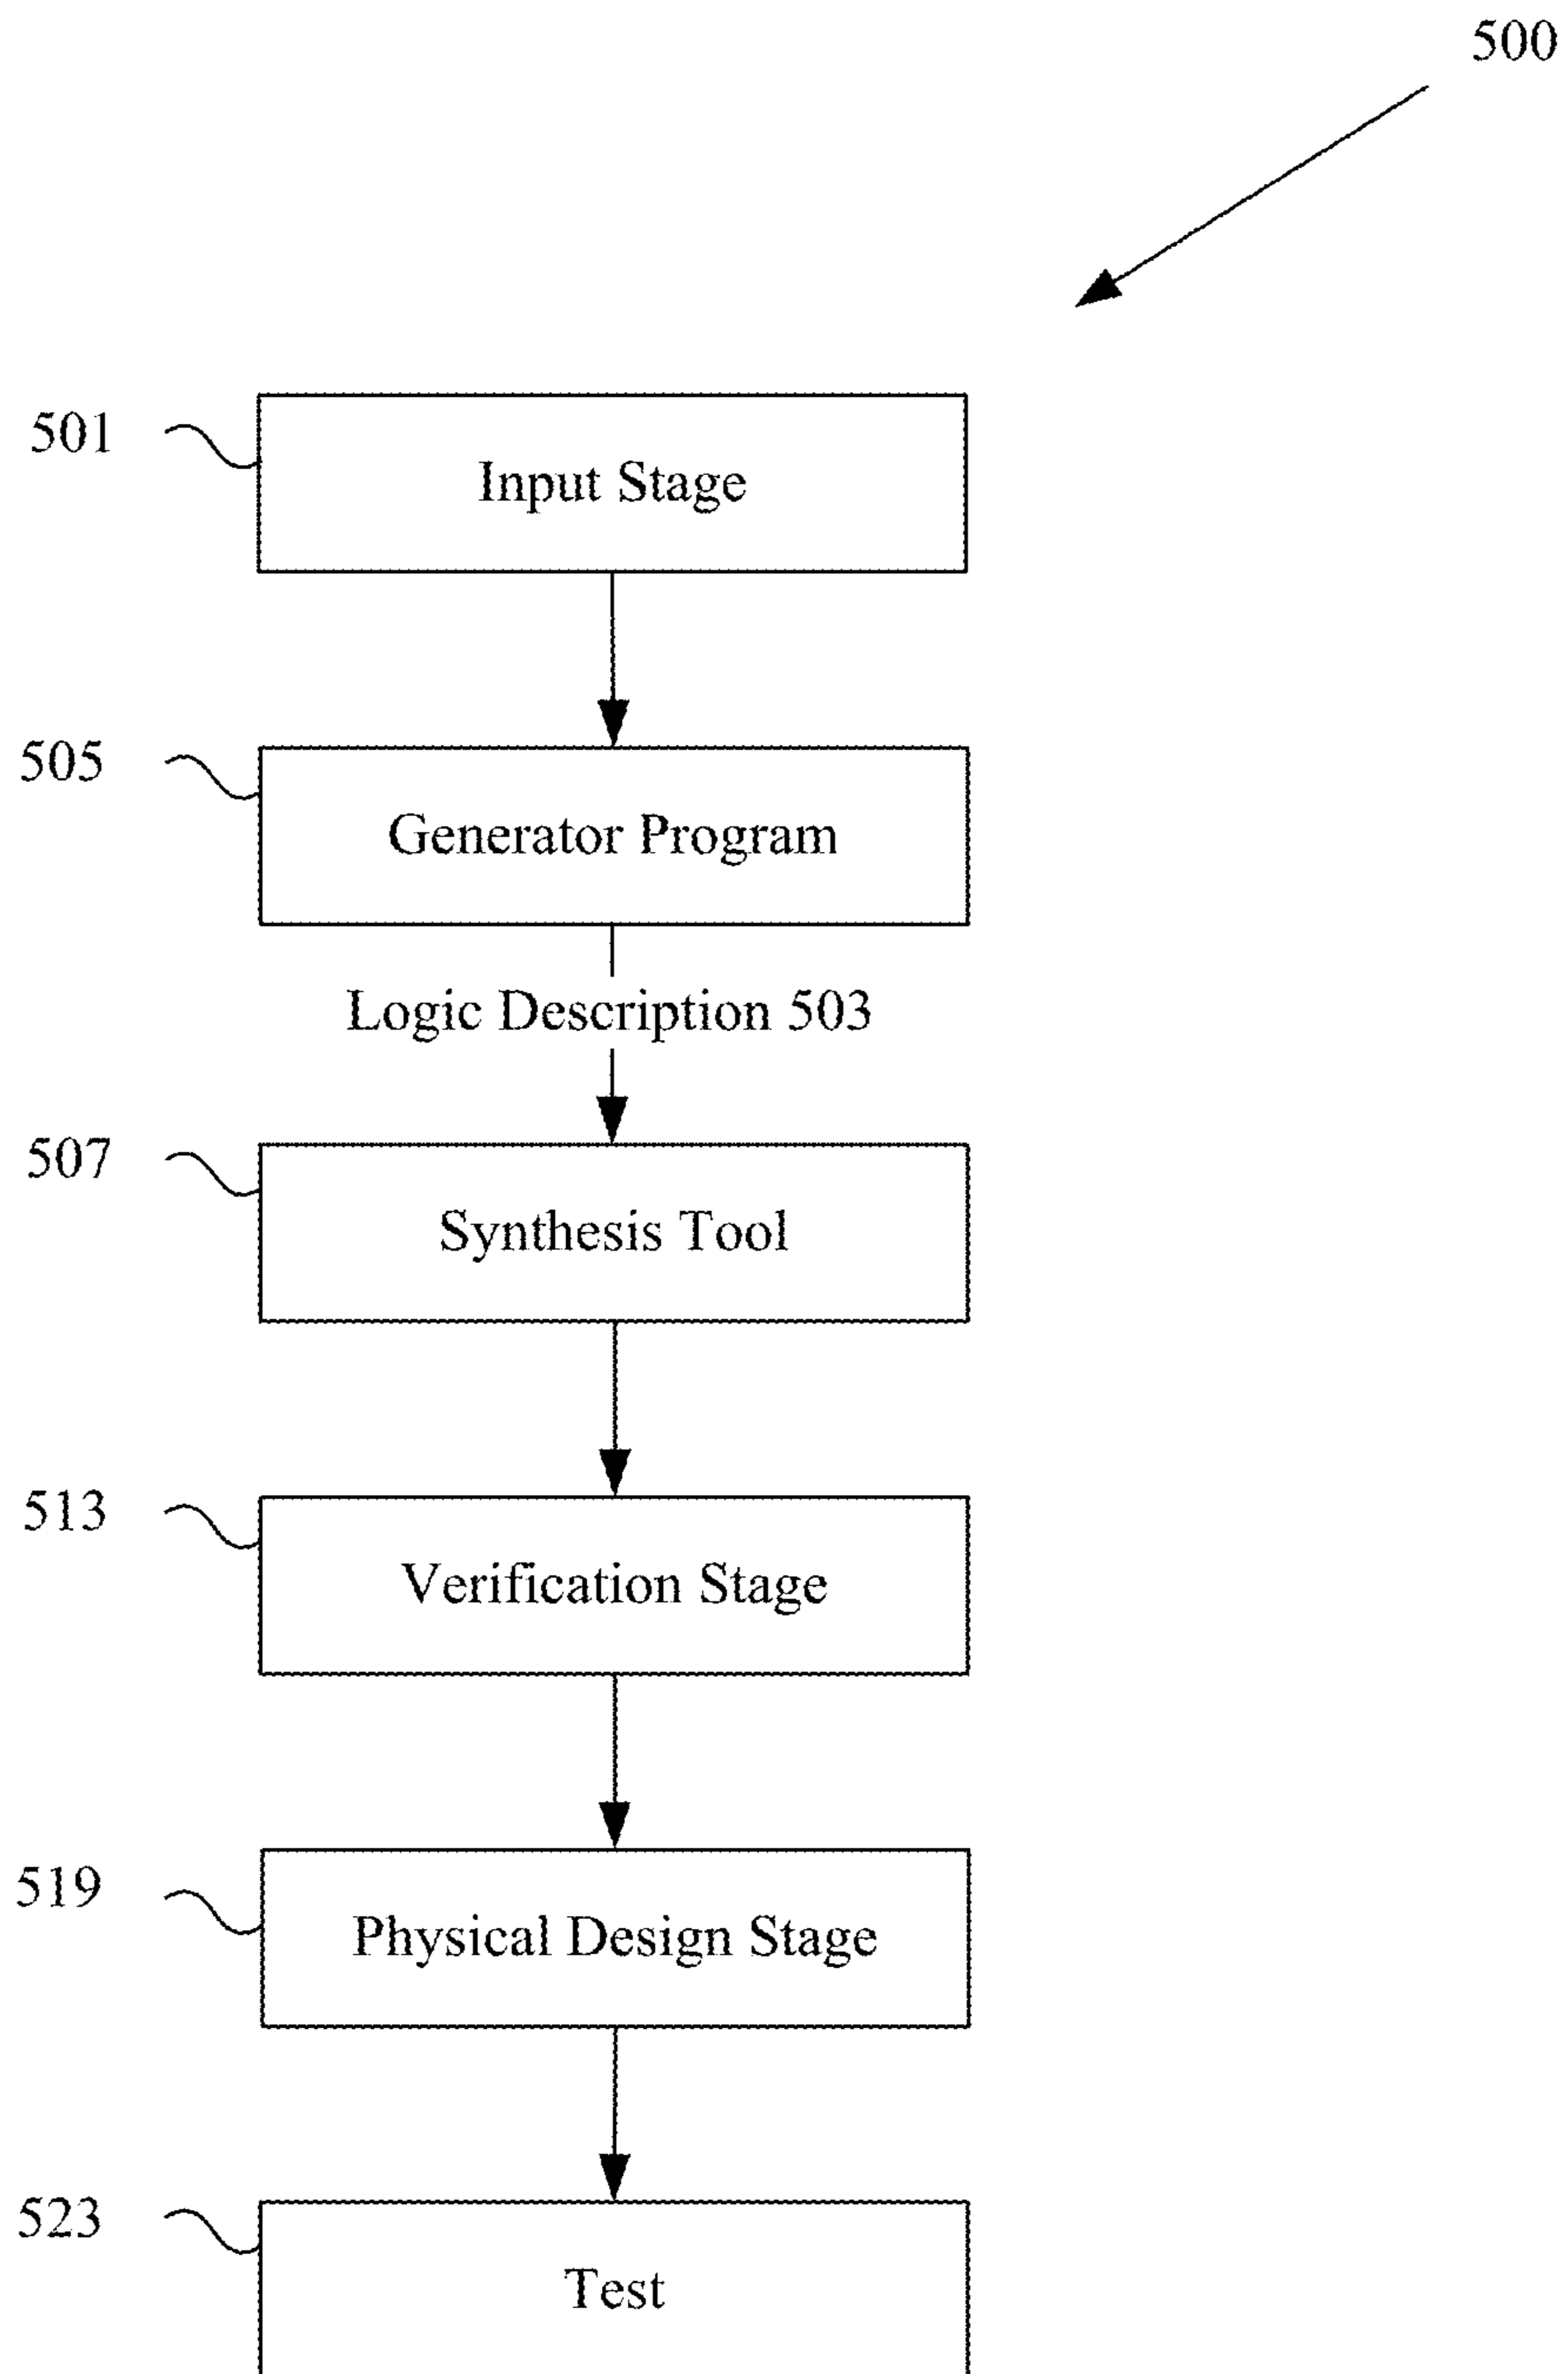 500
501
Input Stage
505
Generator Program
Logic Description 503
507
Synthesis Tool
513
Verification Stage
519
Physical Design Stage
523
Test